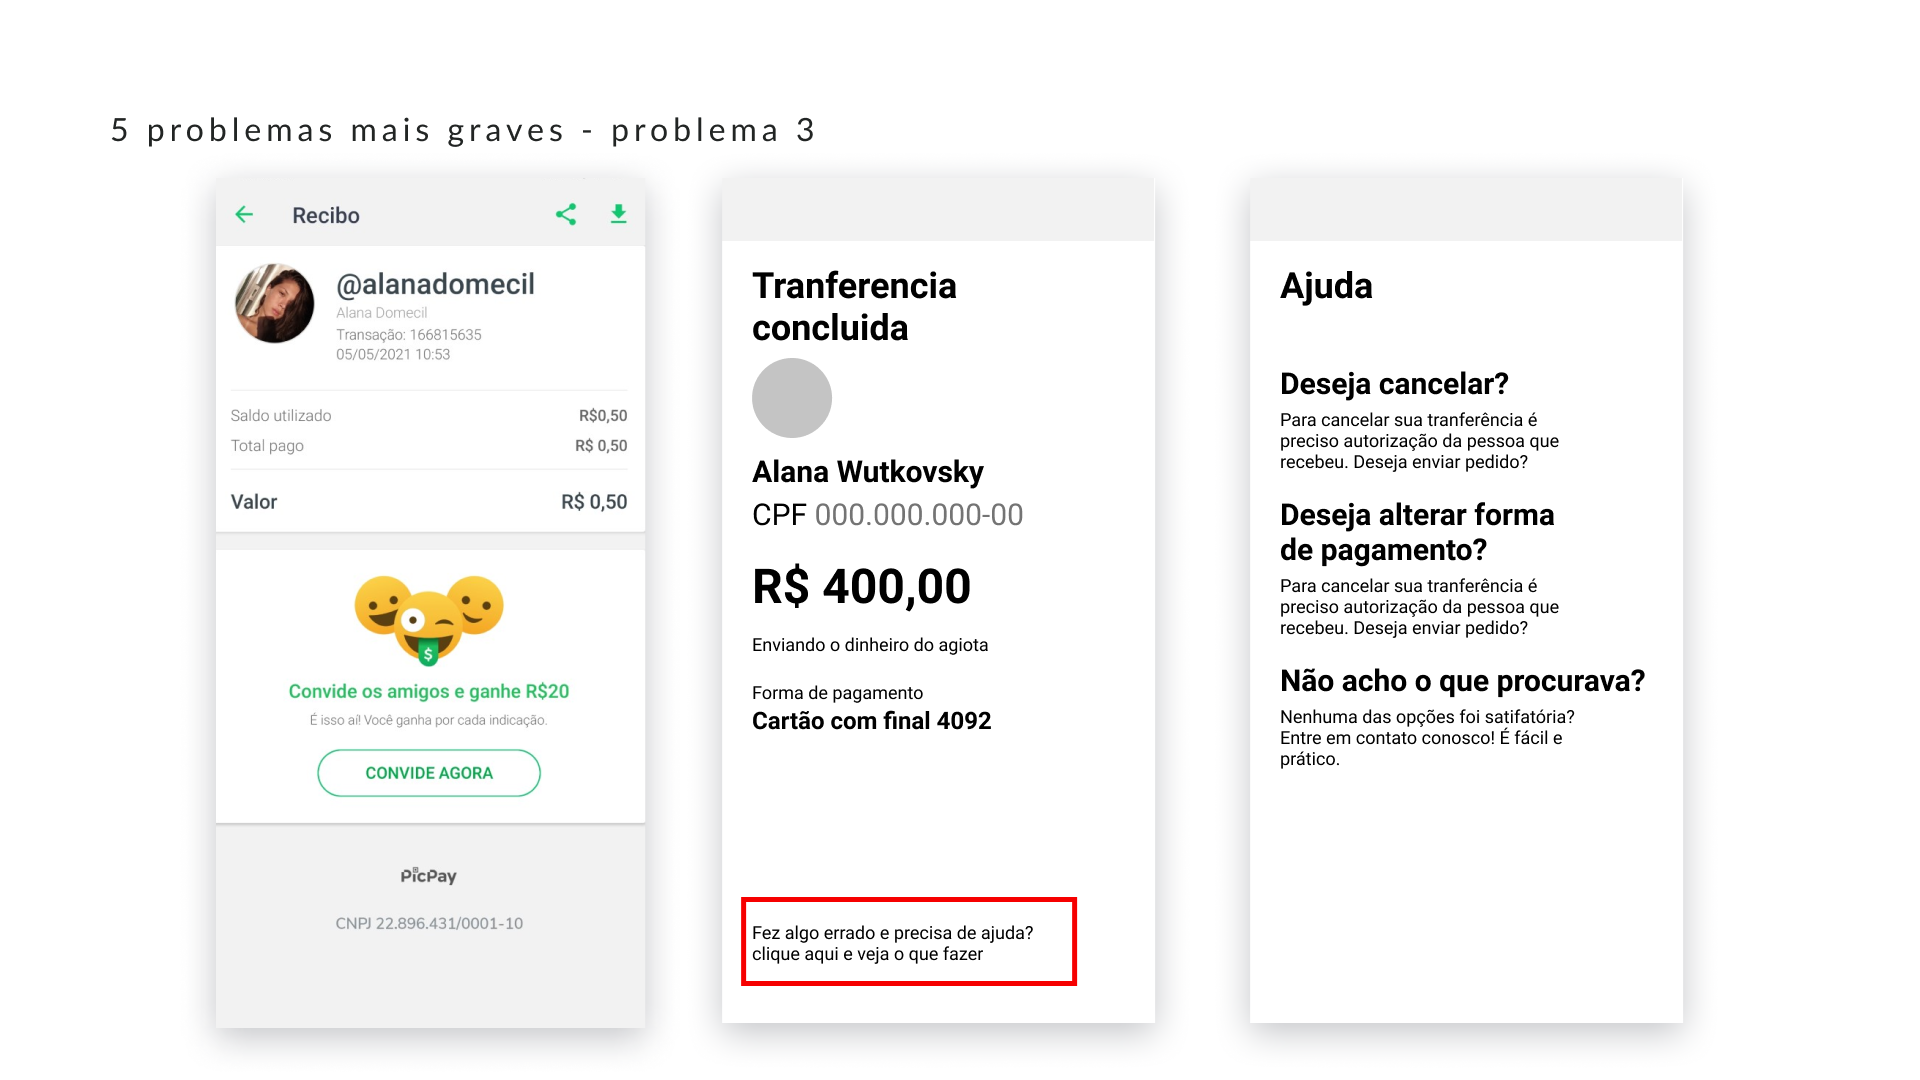 5 problemas mais graves - problema 3
Recibo
@alanadomecil
Alana Domecil
Transação: 166815635
05/05/2021 10:53
Saldo utilizado R$0,50
Total pago R$ 0,50
Valor R$ 0,50
$
Convide os amigos e ganhe R$20
É isso aí! Você ganha por cada indicação.
CONVIDE AGORA
PicPay
CNPJ 22.896.431/0001-10
Tranferencia
concluida
Alana Wutkovsky
CPF 000.000.000-00
R$ 400,00
Enviando o dinheiro do agiota
Forma de pagamento
Cartão com final 4092
Fez algo errado e precisa de ajuda?
clique aqui e veja o que fazer
Ajuda
Deseja cancelar?
Para cancelar sua tranferência é
preciso autorização da pessoa que
recebeu. Deseja enviar pedido?
Deseja alterar forma
de pagamento?
Para cancelar sua tranferência é
preciso autorização da pessoa que
recebeu. Deseja enviar pedido?
Não acho o que procurava?
Nenhuma das opções foi satifatória?
Entre em contato conosco! É fácil e
prático.